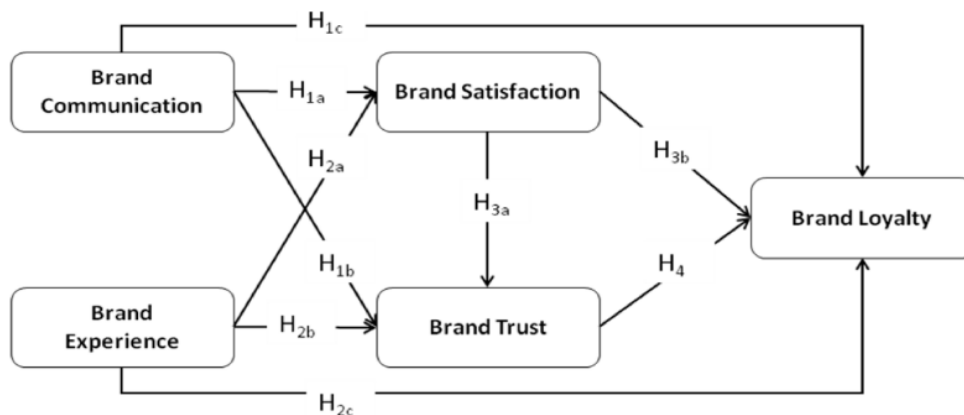 H1c
Brand
Communication
H1a
Brand Satisfaction
H2a
H3b
H3a
Brand Loyalty
H1b
H4
Brand
Experience
H2b
Brand Trust
H2c